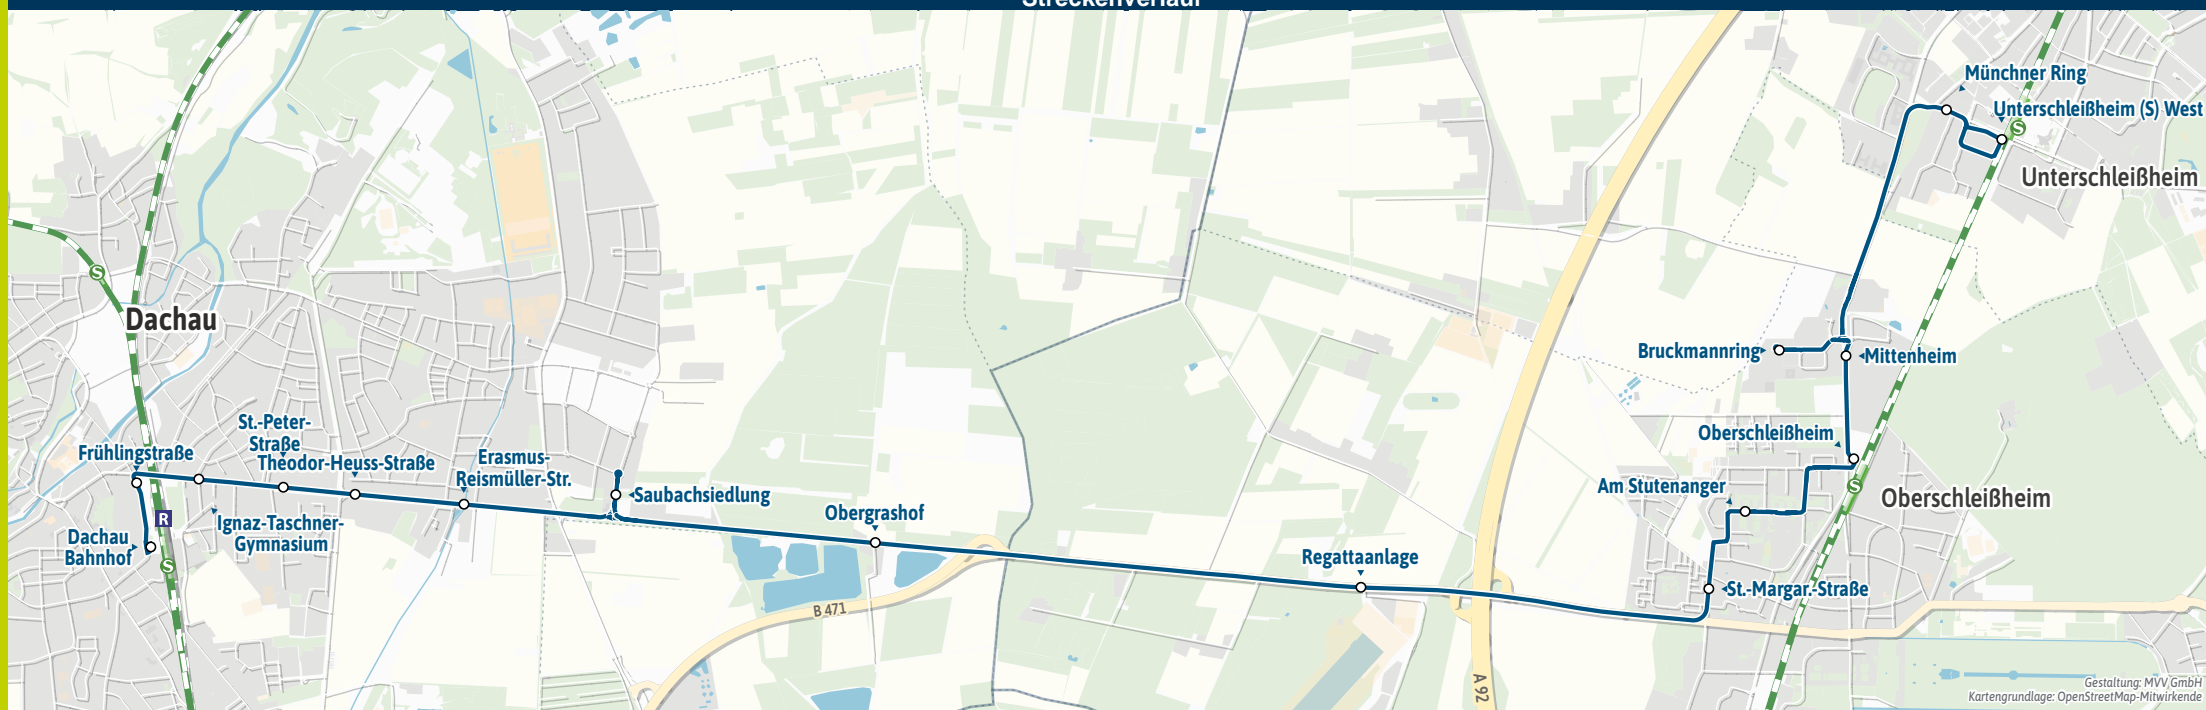 Streckenverlauf
Münchner Ring
Unterschleißheim (S) West
S
Unterschleißheim
S
Dachau
Bruckmannring
Mittenheim
St.-Peter-
Straße
Frühlingstraße
Theodor-Heuss-Straße
Erasmus-
Reismüller-Str.
Saubachsiedlung
Oberschleißheim
Am Stutenanger
S
Oberschleißheim
Obergrashof
R
Ignaz-Taschner-
Gymnasium
Dachau
Bahnhof
S
Regattaanlage
St.-Margar.-Straße
B 471
A 92
Gestaltung: MVV GmbH
Kartengrundlage: OpenStreetMap-Mitwirkende